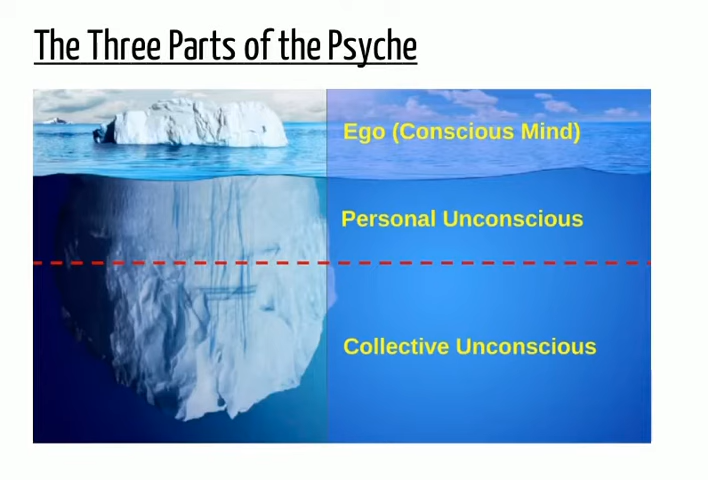 The Three Parts of the Psyche
Ego (Conscious Mind)
Personal Unconscious
Collective Unconscious